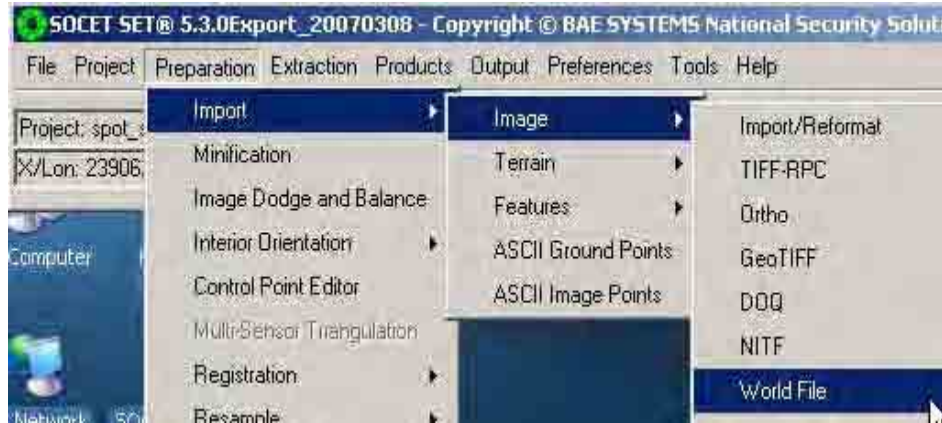 SOCET SET® 5.3.0Export_20070308 - Copyright © BAE SYSTEMS National Security Solut
File Project Preparation Extraction Products Output Preferences Tools Help
Project: spot_s
X/Lon: 23906,
Computer
Network
Import
Minification
Image Dodge and Balance
Interior Orientation
Control Point Editor
Multi-Sensor Triangulation
Registration
Resample
Image
Terrain
Features
ASCII Ground Points
ASCII Image Points
Import/Reformat
TIFF-RPC
Ortho
GeoTIFF
DOQ
NITF
World File